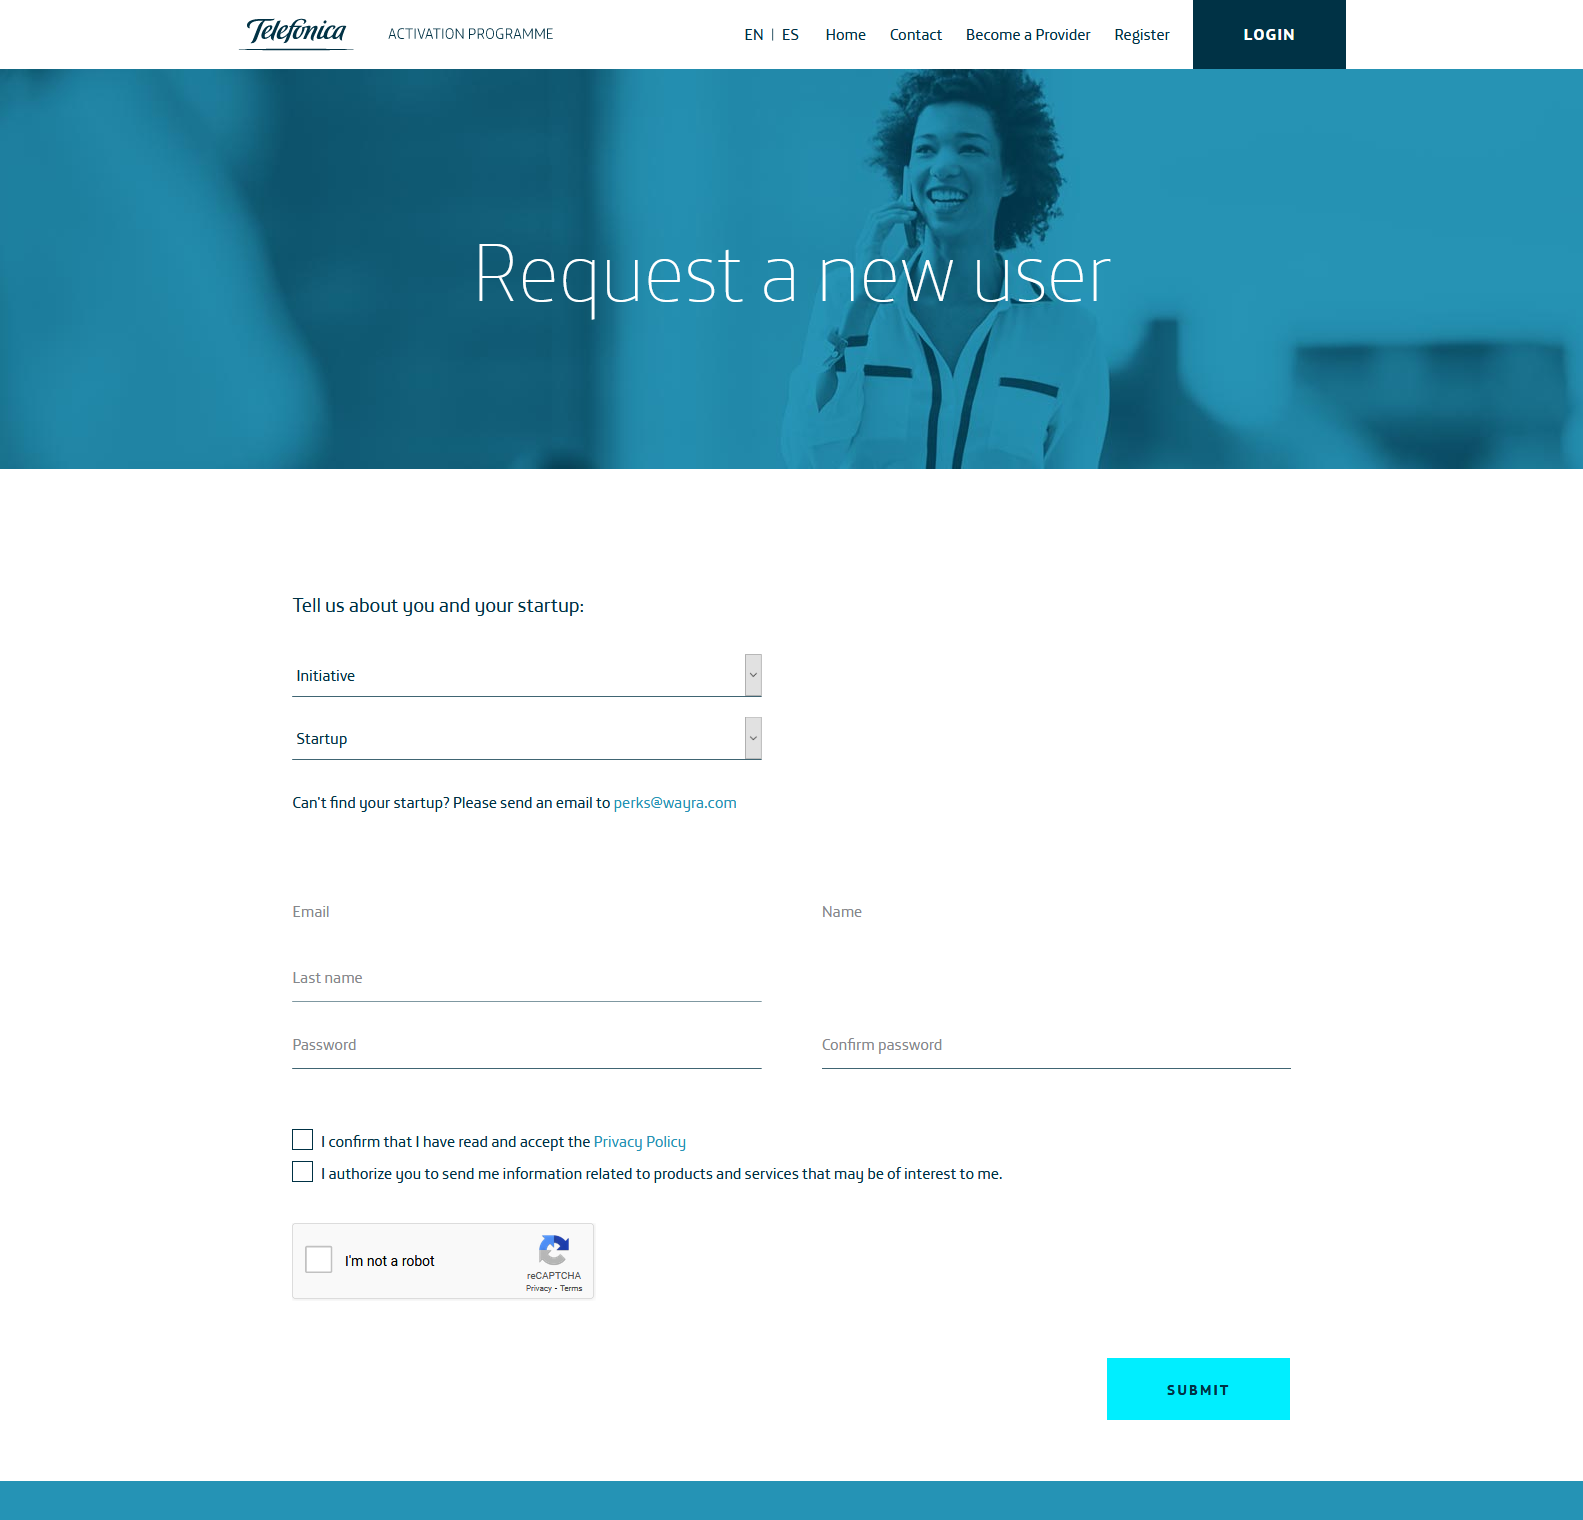 Telefónica
ACTIVATION PROGRAMME
EN | ES Home Contact Become a Provider Register LOGIN
Request a new user
Tell us about you and your startup:
Initiative
Startup
Can't find your startup? Please send an email to perks@wayra.com
Email Name
Last name
Password Confirm password
I confirm that I have read and accept the Privacy Policy
I authorize you to send me information related to products and services that may be of interest to me.
I'm not a robot
reCAPTCHA
Privacy - Terms
SUBMIT